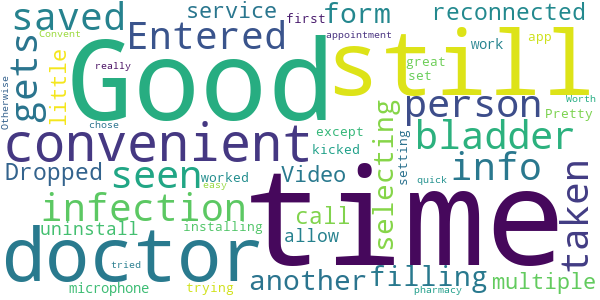 saved
service
first
form
reconnected
Convent
Entered
appointment
work
app
gets
little
Good
still
great
set
really
Otherwise
person
Pretty
Worth
chose
convenient
except
kicked
selecting
setting
bladder
Dropped
seen
worked
Video
info
taken
quick
easy
infection
call
time
uninstall
installing
allow
doctor
tried
another
filling
multiple
microphone
trying
pharmacy